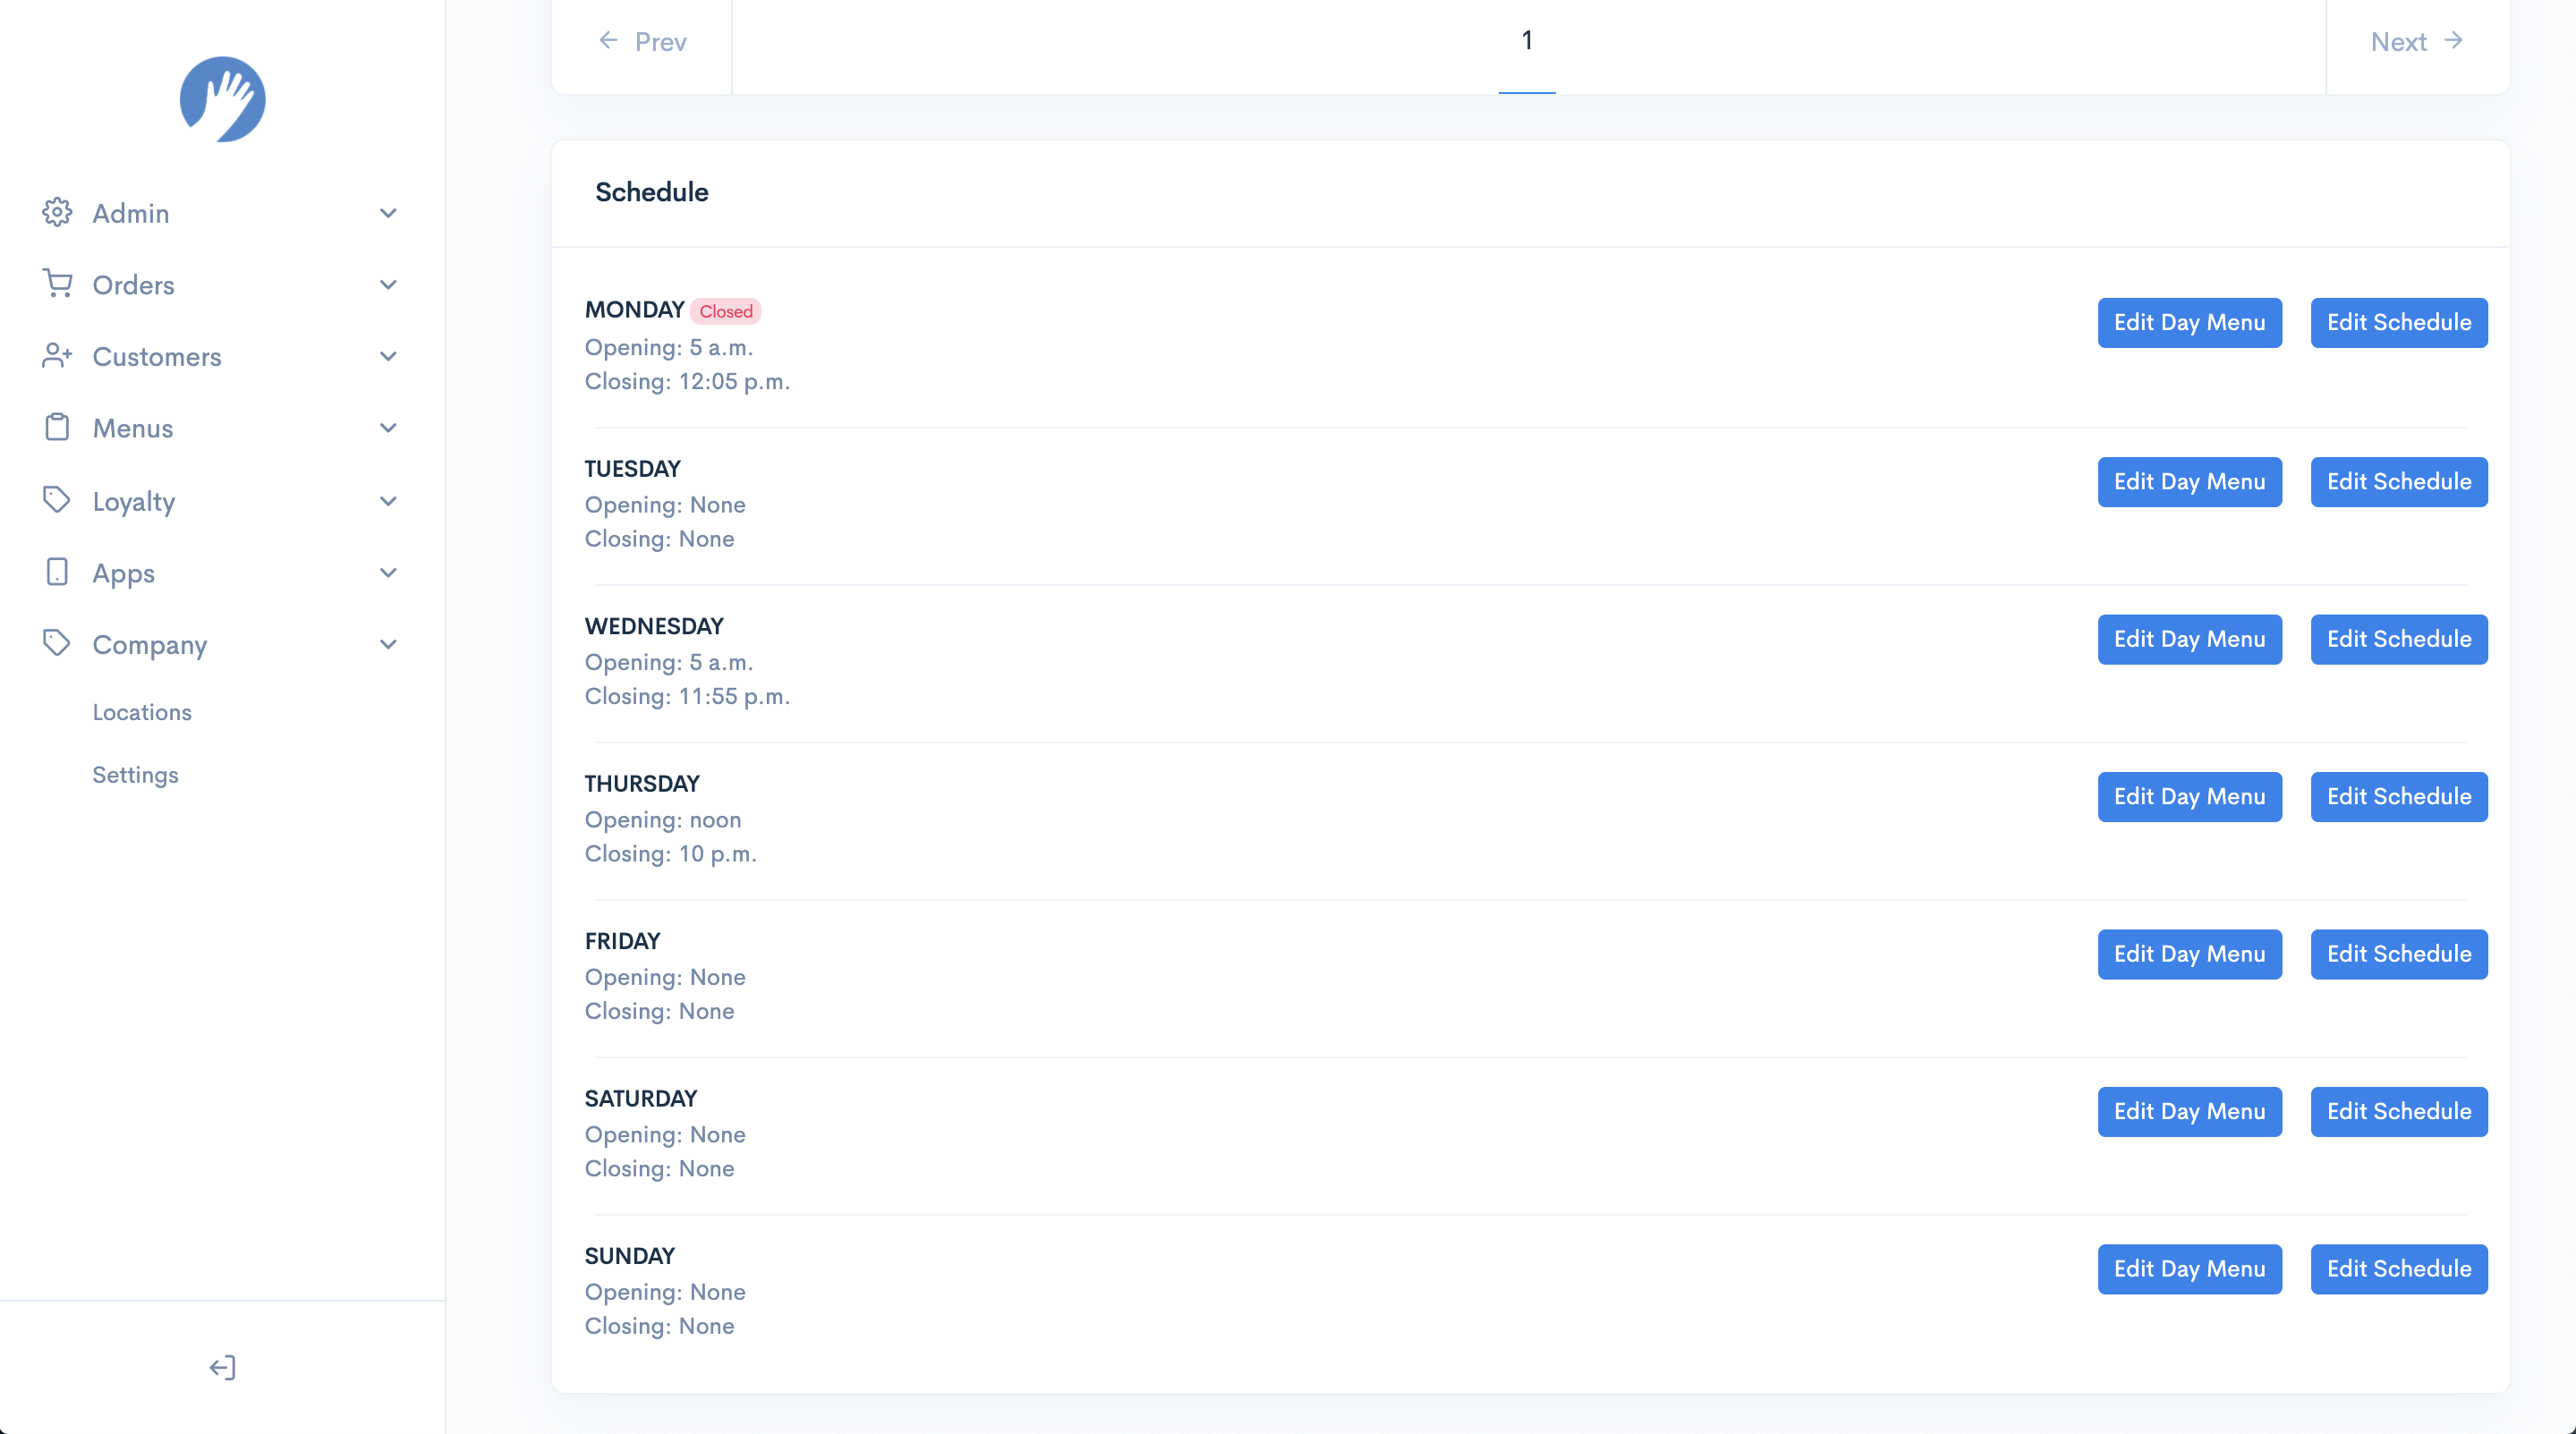 Prev
1
Next
Admin
Orders
Customers
Menus
Loyalty
Apps
Company
Locations
Settings
Schedule
MONDAY Closed
Opening: 5 a.m.
Closing: 12:05 p.m.
Edit Day Menu
Edit Schedule
TUESDAY
Opening: None
Closing: None
Edit Day Menu
Edit Schedule
WEDNESDAY
Opening: 5 a.m.
Closing: 11:55 p.m.
Edit Day Menu
Edit Schedule
THURSDAY
Opening: noon
Closing: 10 p.m.
Edit Day Menu
Edit Schedule
FRIDAY
Opening: None
Closing: None
Edit Day Menu
Edit Schedule
SATURDAY
Opening: None
Closing: None
Edit Day Menu
Edit Schedule
SUNDAY
Opening: None
Closing: None
Edit Day Menu
Edit Schedule